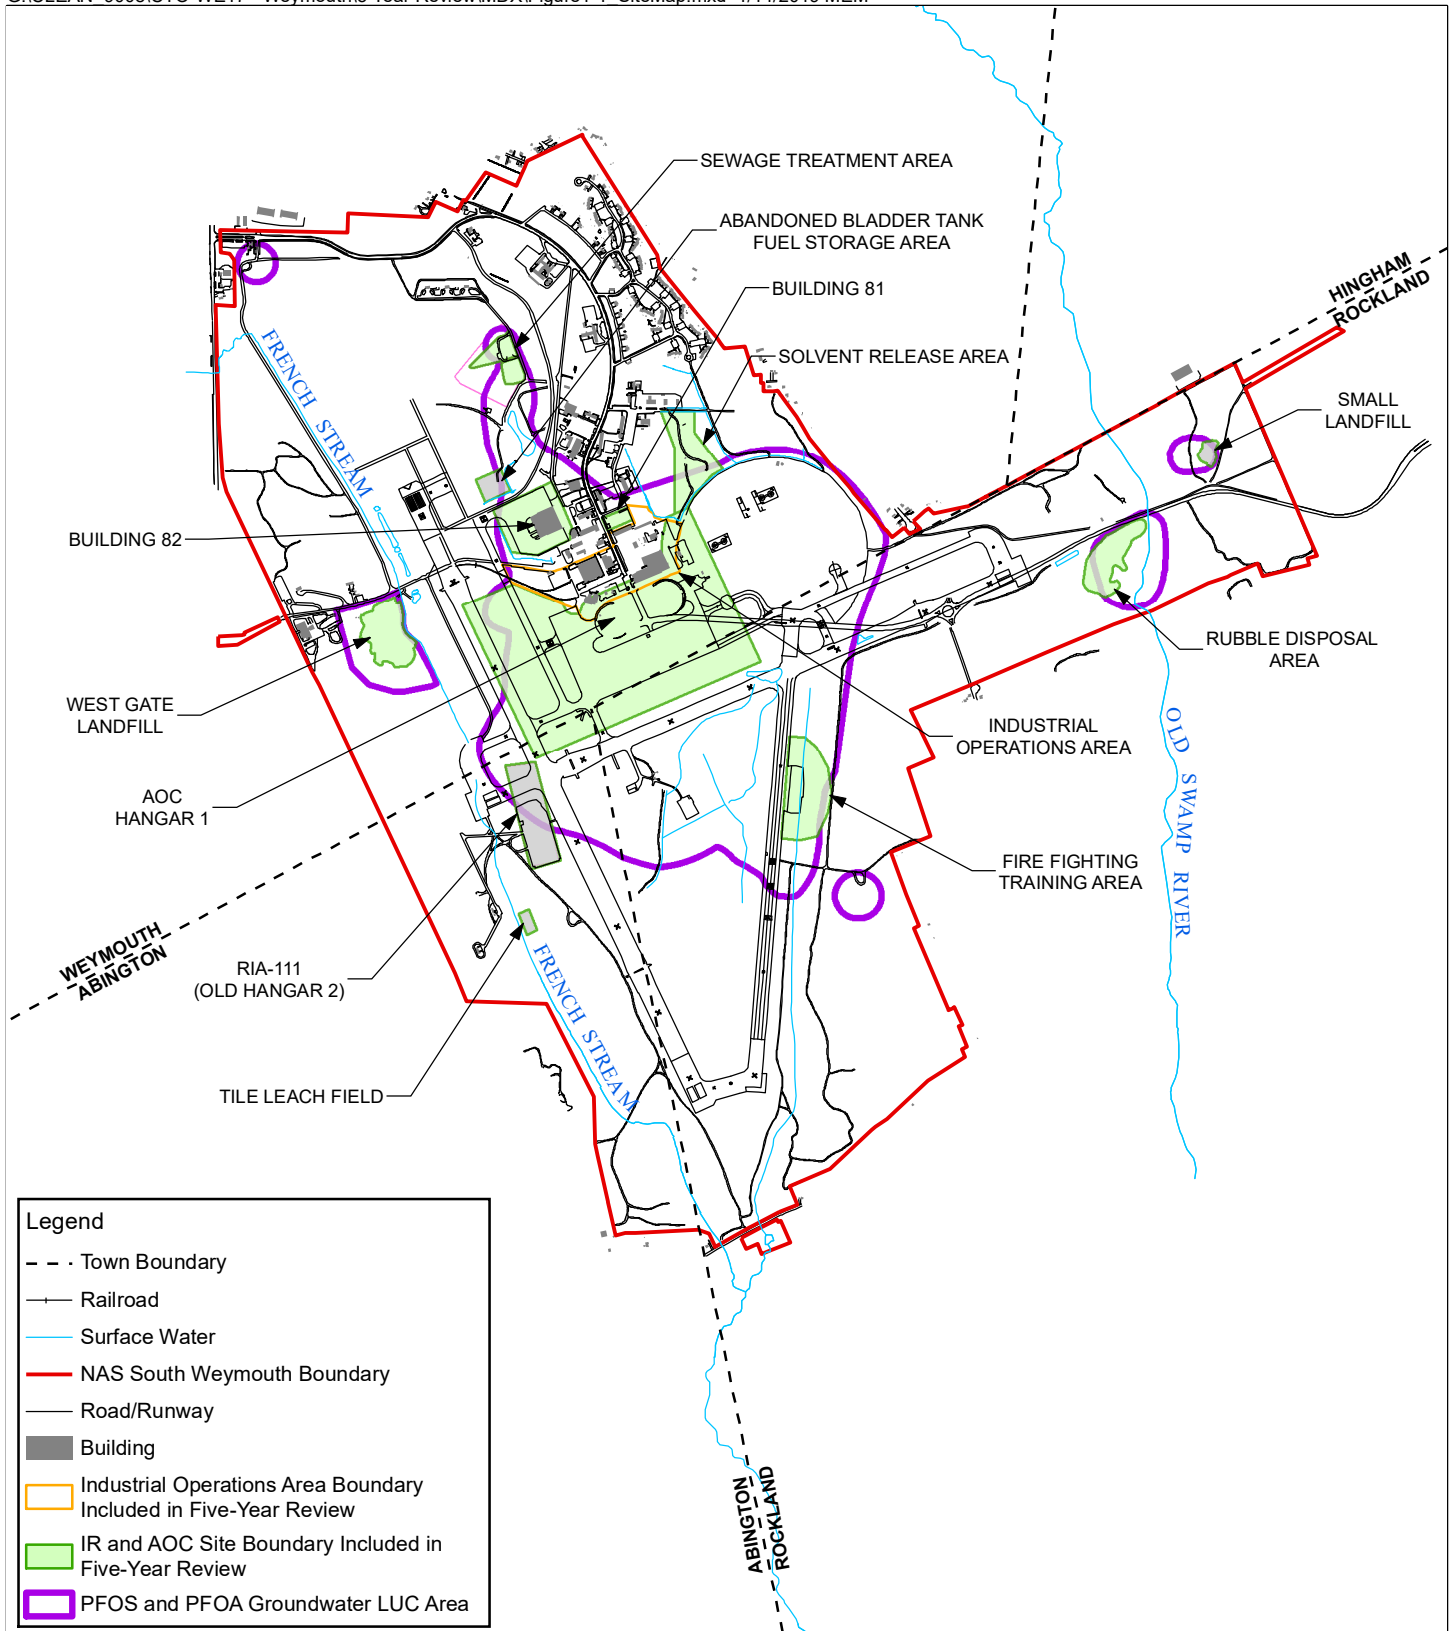 SEWAGE TREATMENT AREA
ABANDONED BLADDER TANK
FUEL STORAGE AREA
BUILDING 81
HINGHAM
ROCKLAND
SOLVENT RELEASE AREA
FRENCH STREAM
SMALL
LANDFILL
BUILDING 82
RUBBLE DISPOSAL
AREA
WEST GATE
LANDFILL
INDUSTRIAL
OPERATIONS AREA
OLD SWAMP RIVER
AOC
HANGAR 1
FIRE FIGHTING
TRAINING AREA
WEYMOUTH
ABINGTON
RIA-111
(OLD HANGAR 2)
FRENCH STREAM
TILE LEACH FIELD
Legend
Town Boundary
Railroad
Surface Water
NAS South Weymouth Boundary
Road/Runway
Building
Industrial Operations Area Boundary
Included in Five-Year Review
IR and AOC Site Boundary Included in
Five-Year Review
PFOS and PFOA Groundwater LUC Area
ABINGTON
ROCKLAND